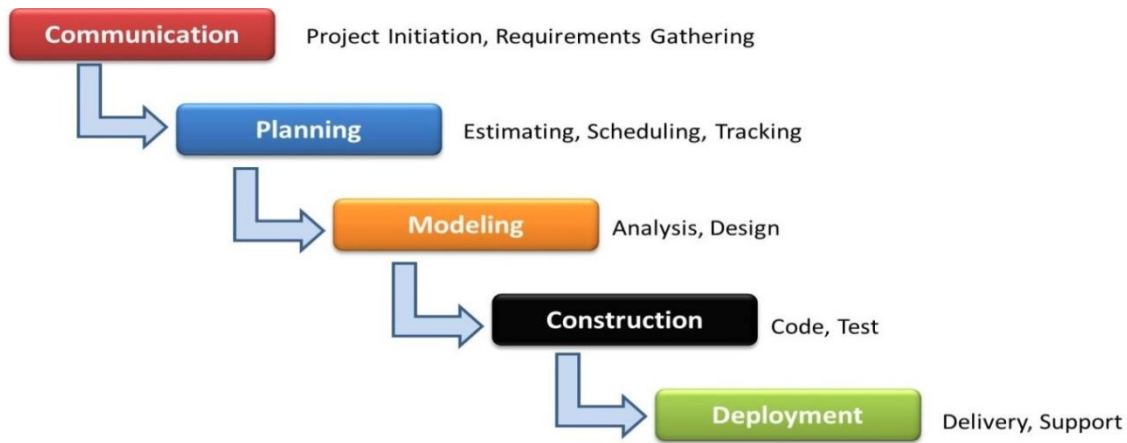 Communication
Project Initiation, Requirements Gathering
Planning
Estimating, Scheduling, Tracking
Modeling
Analysis, Design
Construction
Code, Test
Deployment
Delivery, Support